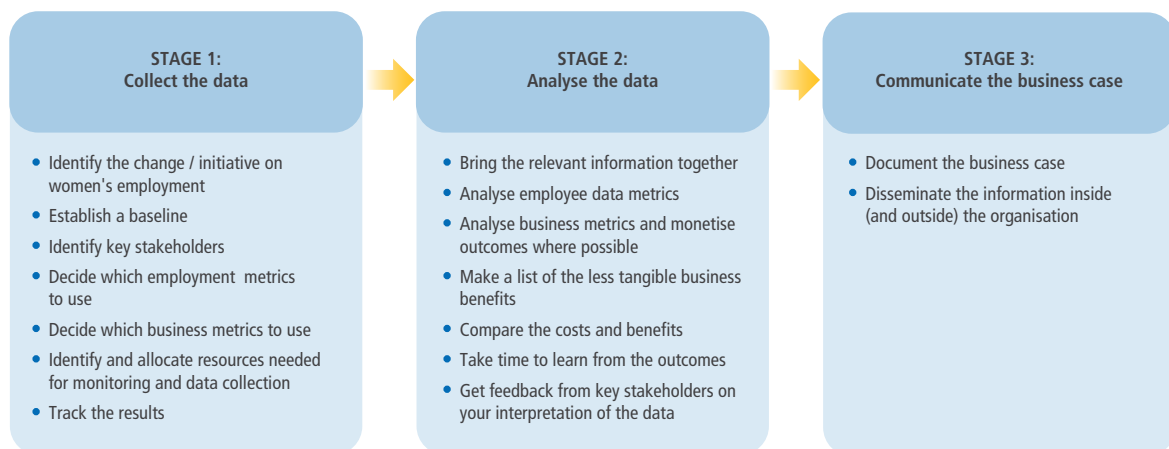 STAGE 1:
Collect the data
• Identify the change / initiative on
women's employment
• Establish a baseline
• Identify key stakeholders
• Decide which employment metrics
to use
• Decide which business metrics to use
• Identify and allocate resources needed
for monitoring and data collection
• Track the results
STAGE 2:
Analyse the data
• Bring the relevant information together
• Analyse employee data metrics
• Analyse business metrics and monetise
outcomes where possible
• Make a list of the less tangible business
benefits
• Compare the costs and benefits
• Take time to learn from the outcomes
• Get feedback from key stakeholders on
your interpretation of the data
STAGE 3:
Communicate the business case
• Document the business case
• Disseminate the information inside
(and outside) the organisation